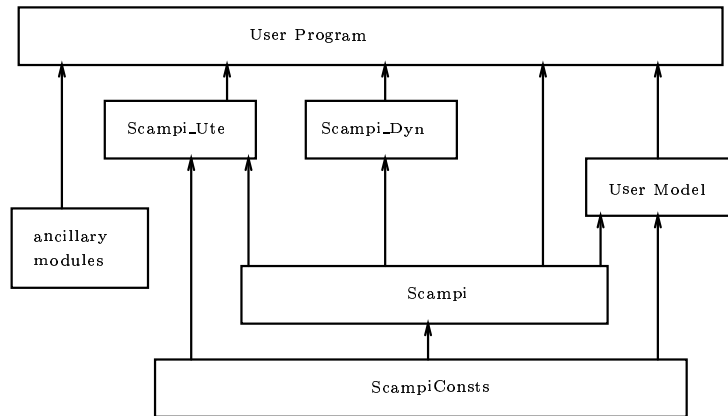 User Program
Scampi_Ute
Scampi_Dyn
User Model
ancillary
modules
Scampi
ScampiConsts